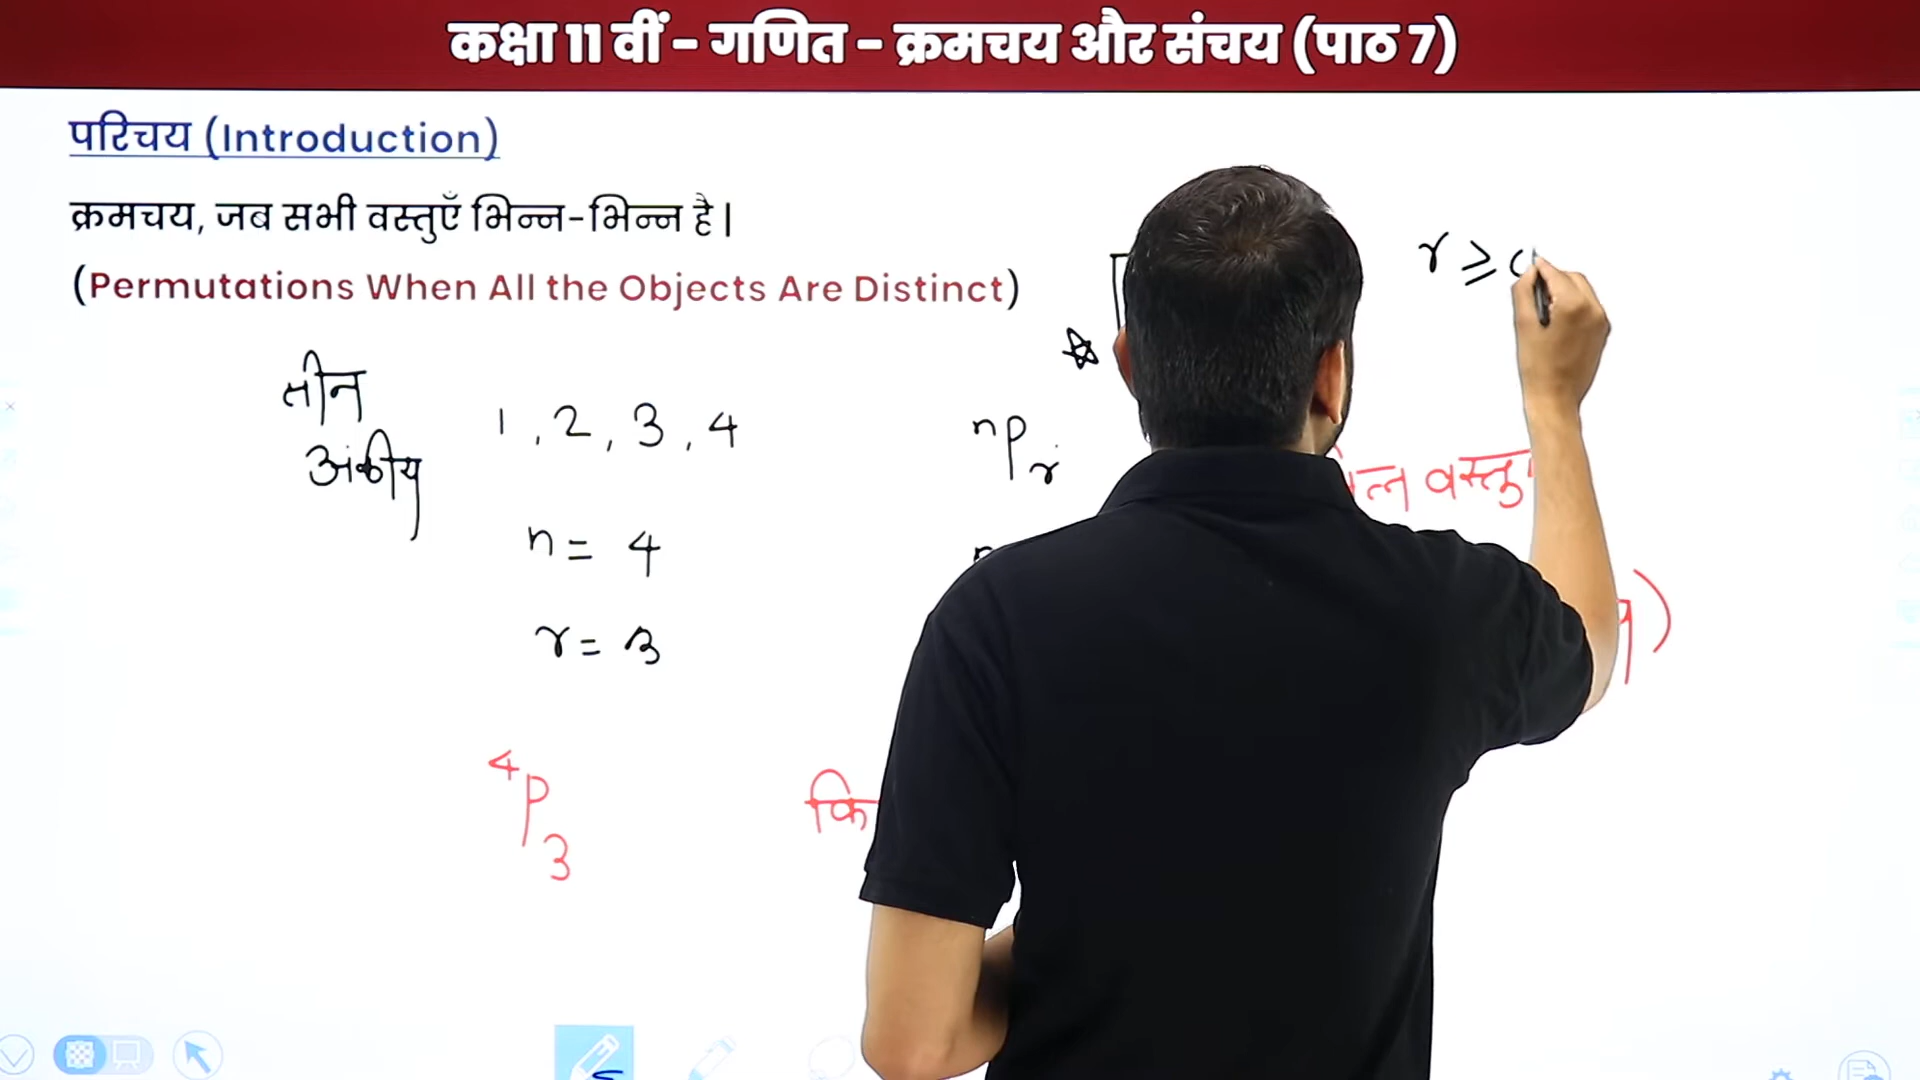 कक्षा 11 वीं - गणित - क्रमचय और संचय (पाठ 7)
परिचय (Introduction)
क्रमचय, जब सभी वस्तुएँ भिन्न-भिन्न है।
(Permutations When All the Objects Are Distinct)
r ≥
तीन
अंकीय
1, 2, 3, 4
n = 4
r = 3
ⁿPᵣ
n
वस्तु
⁴P₃
कि